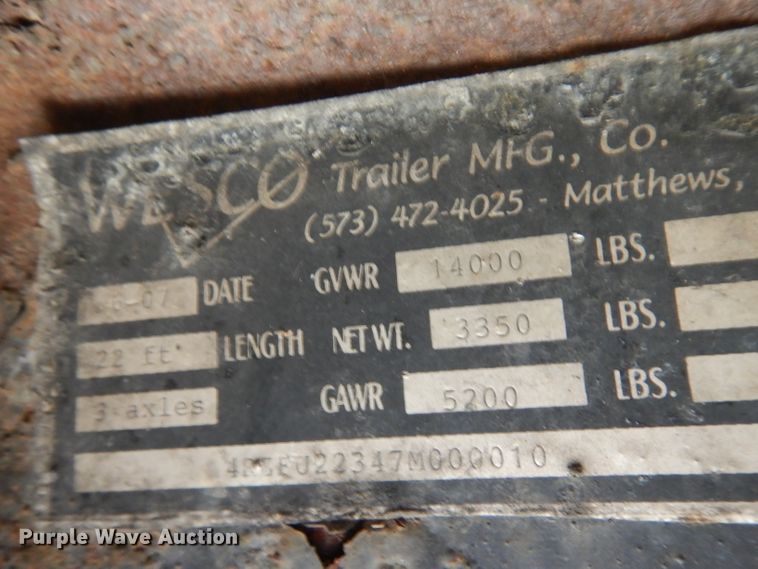 WESCO Trailer MFG., Co.
(573) 472-4025 - Matthews,
DATE GVWR 14000 LBS.
22 ft LENGTH NET WT. 3350 LBS.
3 axles GAWR 5200 LBS.
Purple Wave Auction